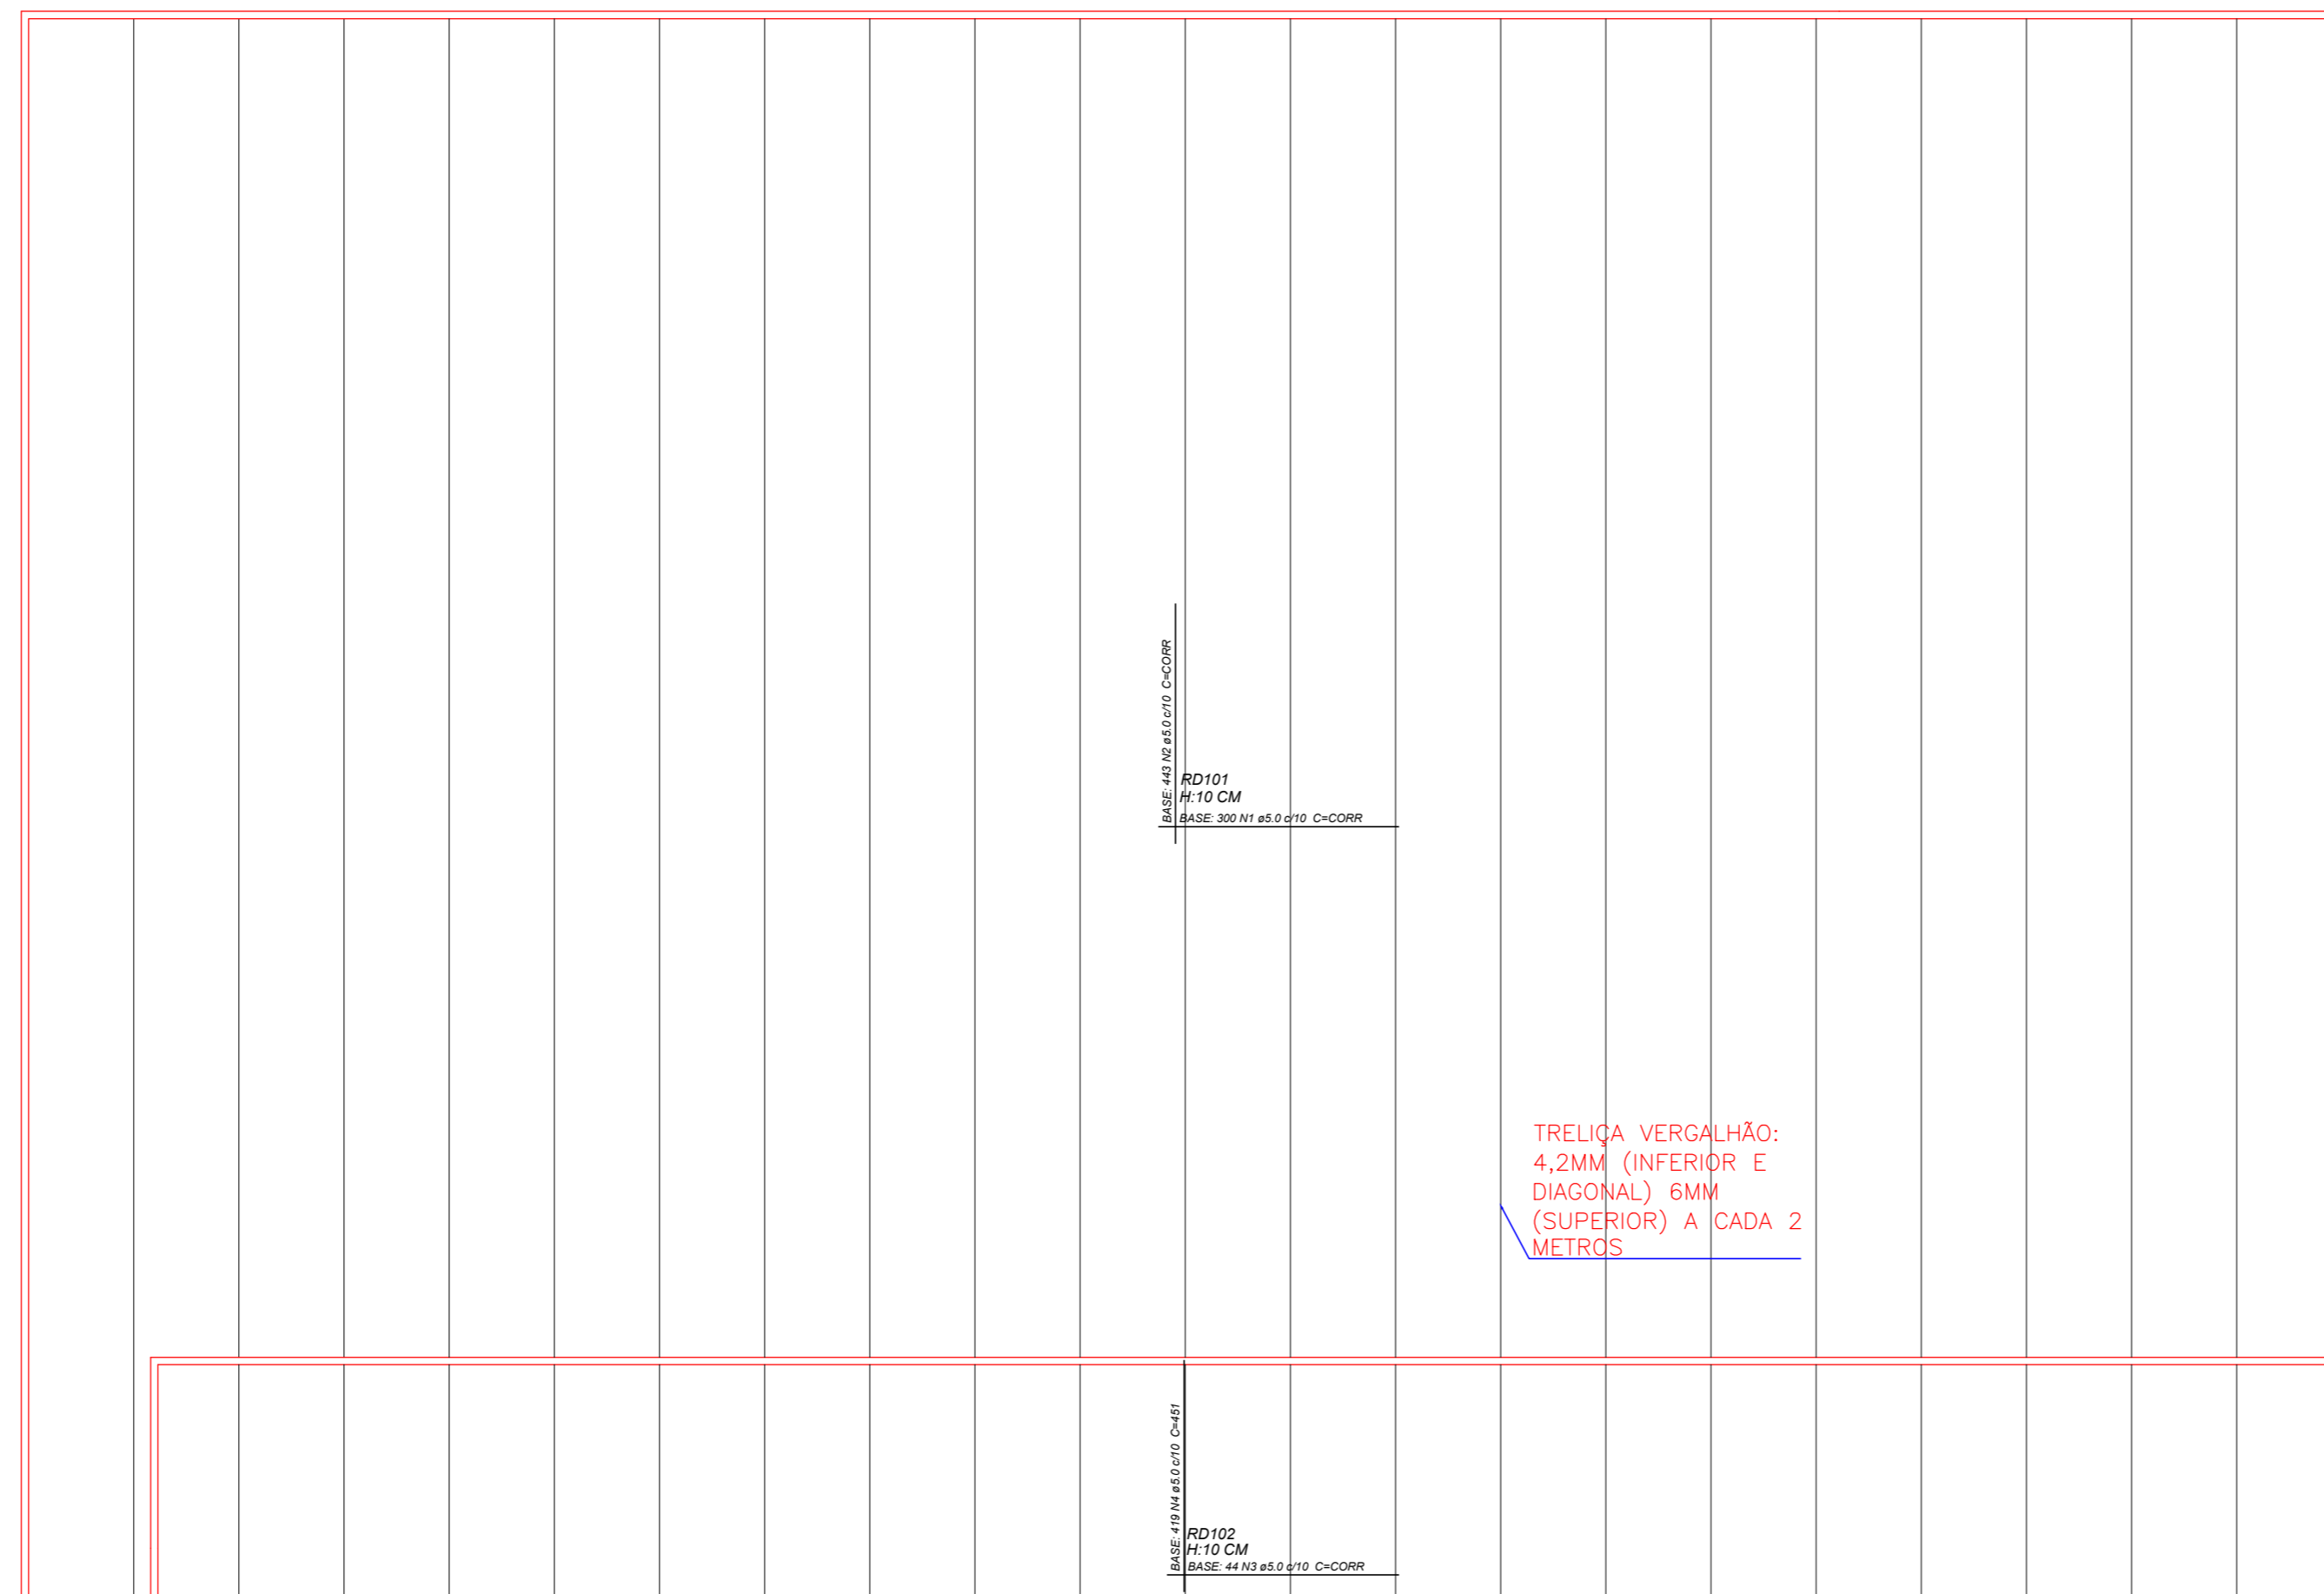 BASE: 443 N2 ø5.0 c/10 C=CORR
RD101
H:10 CM
BASE: 300 N1 ø5.0 c/10 C=CORR
TRELIÇA VERGALHÃO:
4,2MM (INFERIOR E
DIAGONAL) 6MM
(SUPERIOR) A CADA 2
METROS
BASE: 419 N4 ø5.0 c/10 C=451
RD102
H:10 CM
BASE: 44 N3 ø5.0 c/10 C=CORR